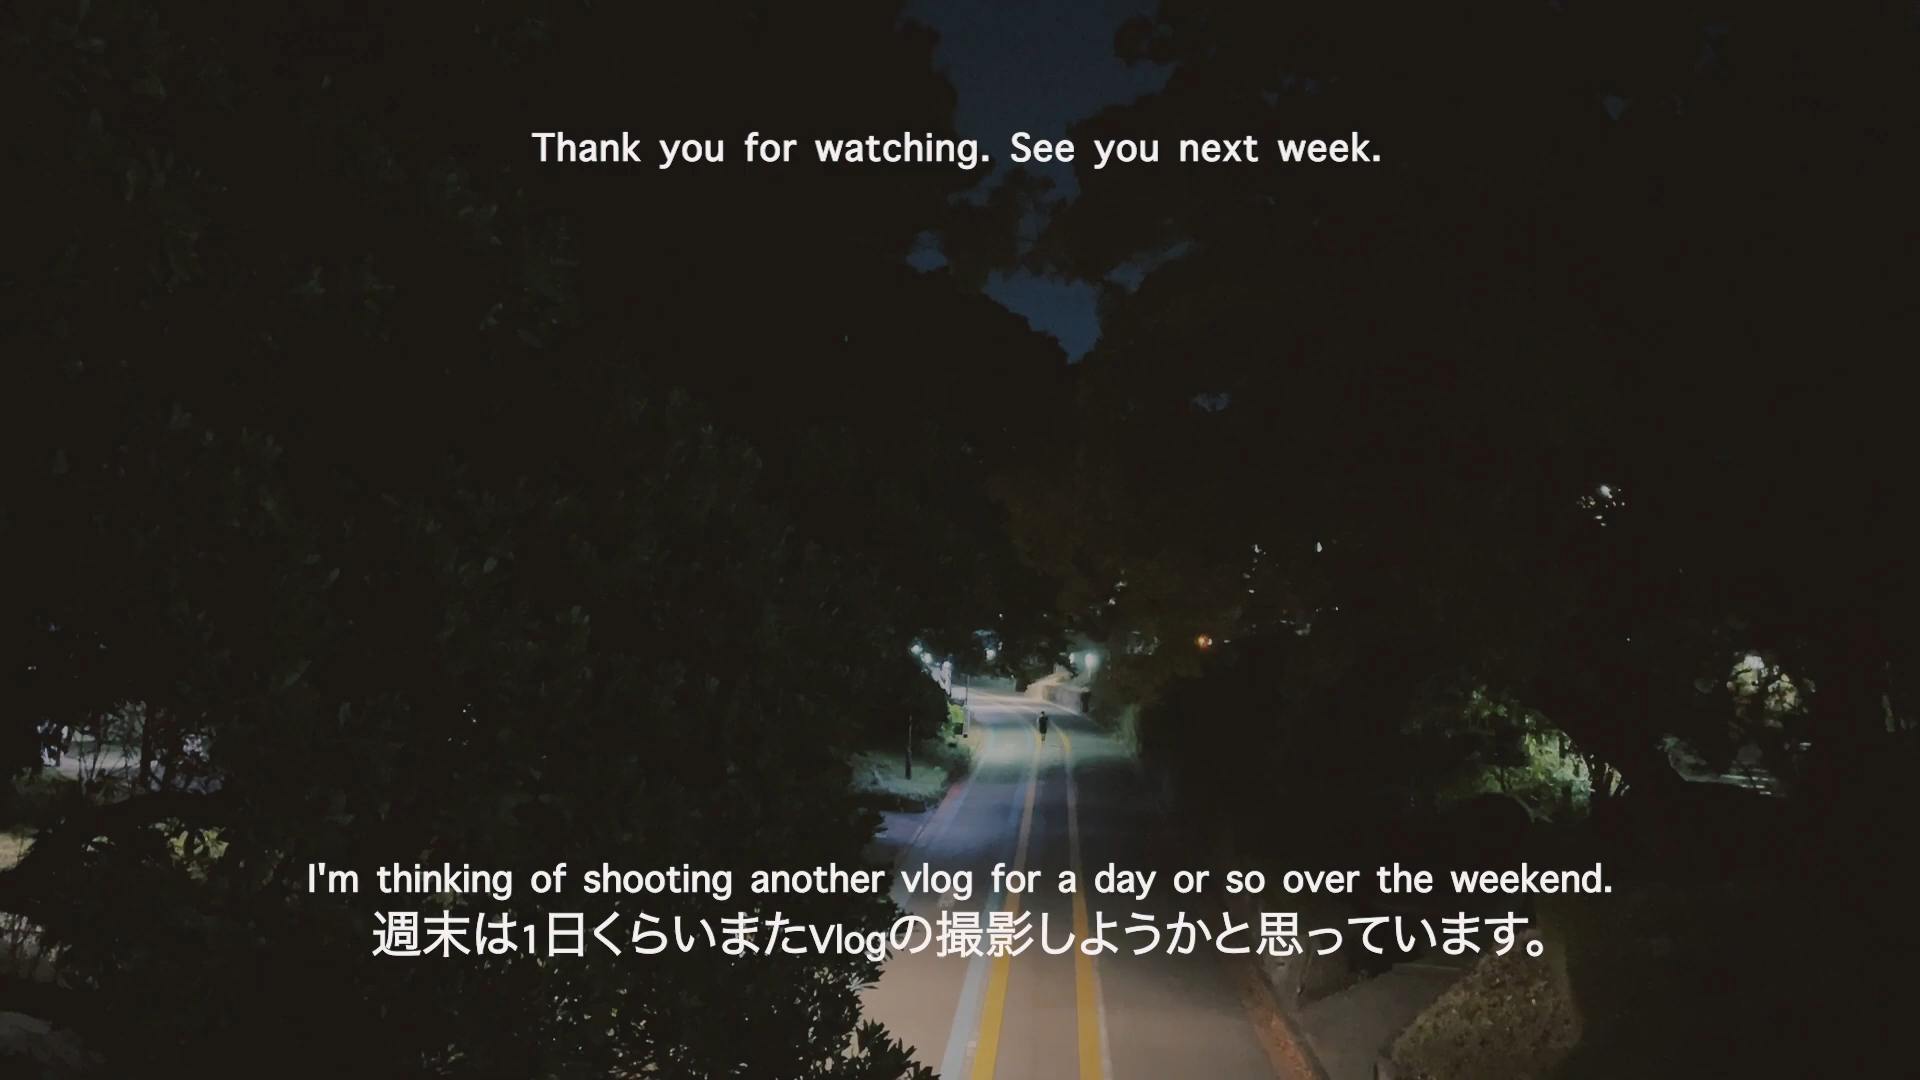 Thank you for watching. See you next week.
I'm thinking of shooting another vlog for a day or so over the weekend.
週末は1日くらいまたVlogの撮影しようかと思っています。